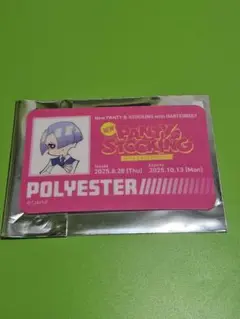 New PANTY & STOCKING with GARTERBELT
NEW
PANTY &
STOCKING
2025.8.28 [Thu]
2025.10.13 [Mon]
POLYESTER